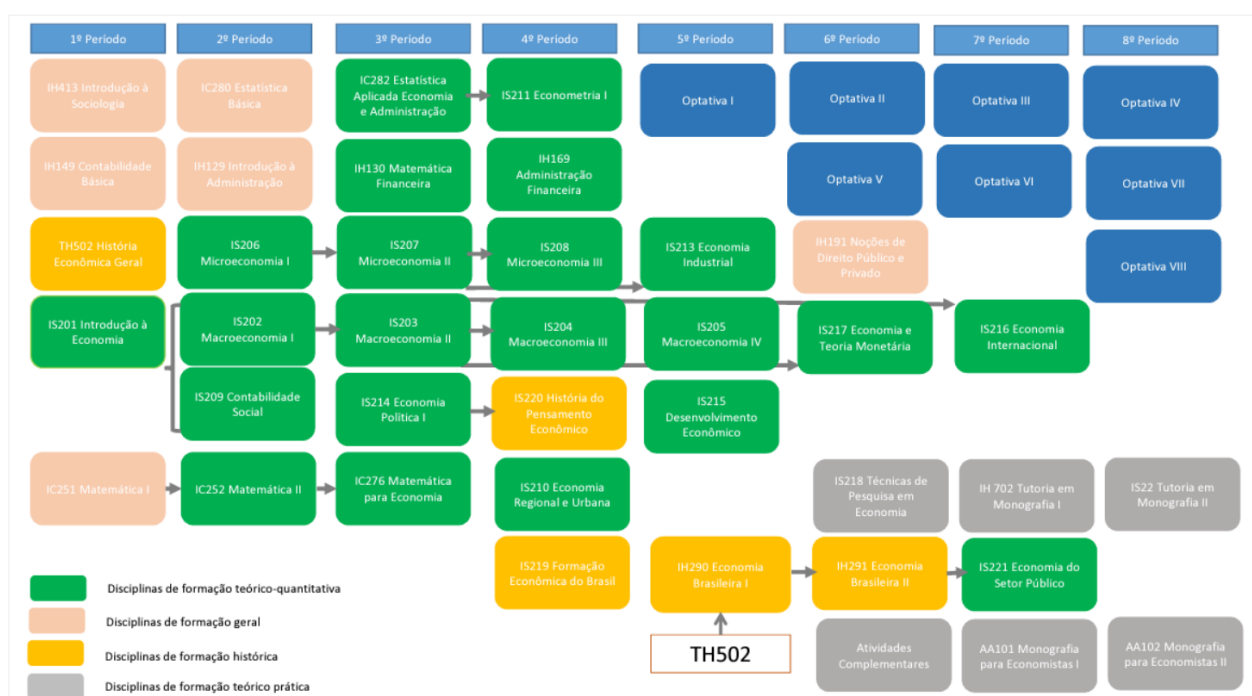 1º Período
2º Período
3º Período
4º Período
5º Período
6º Período
7º Período
8º Período
IH413 Introdução à
Sociologia
IC280 Estatística
Básica
IC282 Estatística
Aplicada Economia
e Administração
IS211 Econometria I
Optativa I
Optativa II
Optativa III
Optativa IV
IH149 Contabilidade
Básica
IH129 Introdução à
Administração
IH130 Matemática
Financeira
IH169
Administração
Financeira
Optativa V
Optativa VI
Optativa VII
TH502 História
Econômica Geral
IS206
Microeconomia I
IS207
Microeconomia II
IS208
Microeconomia III
IS213 Economia
Industrial
IH191 Noções de
Direito Público e
Privado
Optativa VIII
IS201 Introdução à
Economia
IS202
Macroeconomia I
IS203
Macroeconomia II
IS204
Macroeconomia III
IS205
Macroeconomia IV
IS217 Economia e
Teoria Monetária
IS216 Economia
Internacional
IS209 Contabilidade
Social
IS214 Economia
Política I
IS220 História do
Pensamento
Econômico
IS215
Desenvolvimento
Econômico
IC251 Matemática I
IC252 Matemática II
IC276 Matemática
para Economia
IS210 Economia
Regional e Urbana
IS218 Técnicas de
Pesquisa em
Economia
IH 702 Tutoria em
Monografia I
IS22 Tutoria em
Monografia II
IS219 Formação
Econômica do Brasil
IH290 Economia
Brasileira I
IH291 Economia
Brasileira II
IS221 Economia do
Setor Público
TH502
Atividades
Complementares
AA101 Monografia
para Economistas I
AA102 Monografia
para Economistas II
Disciplinas de formação teórico-quantitativa
Disciplinas de formação geral
Disciplinas de formação histórica
Disciplinas de formação teórico prática